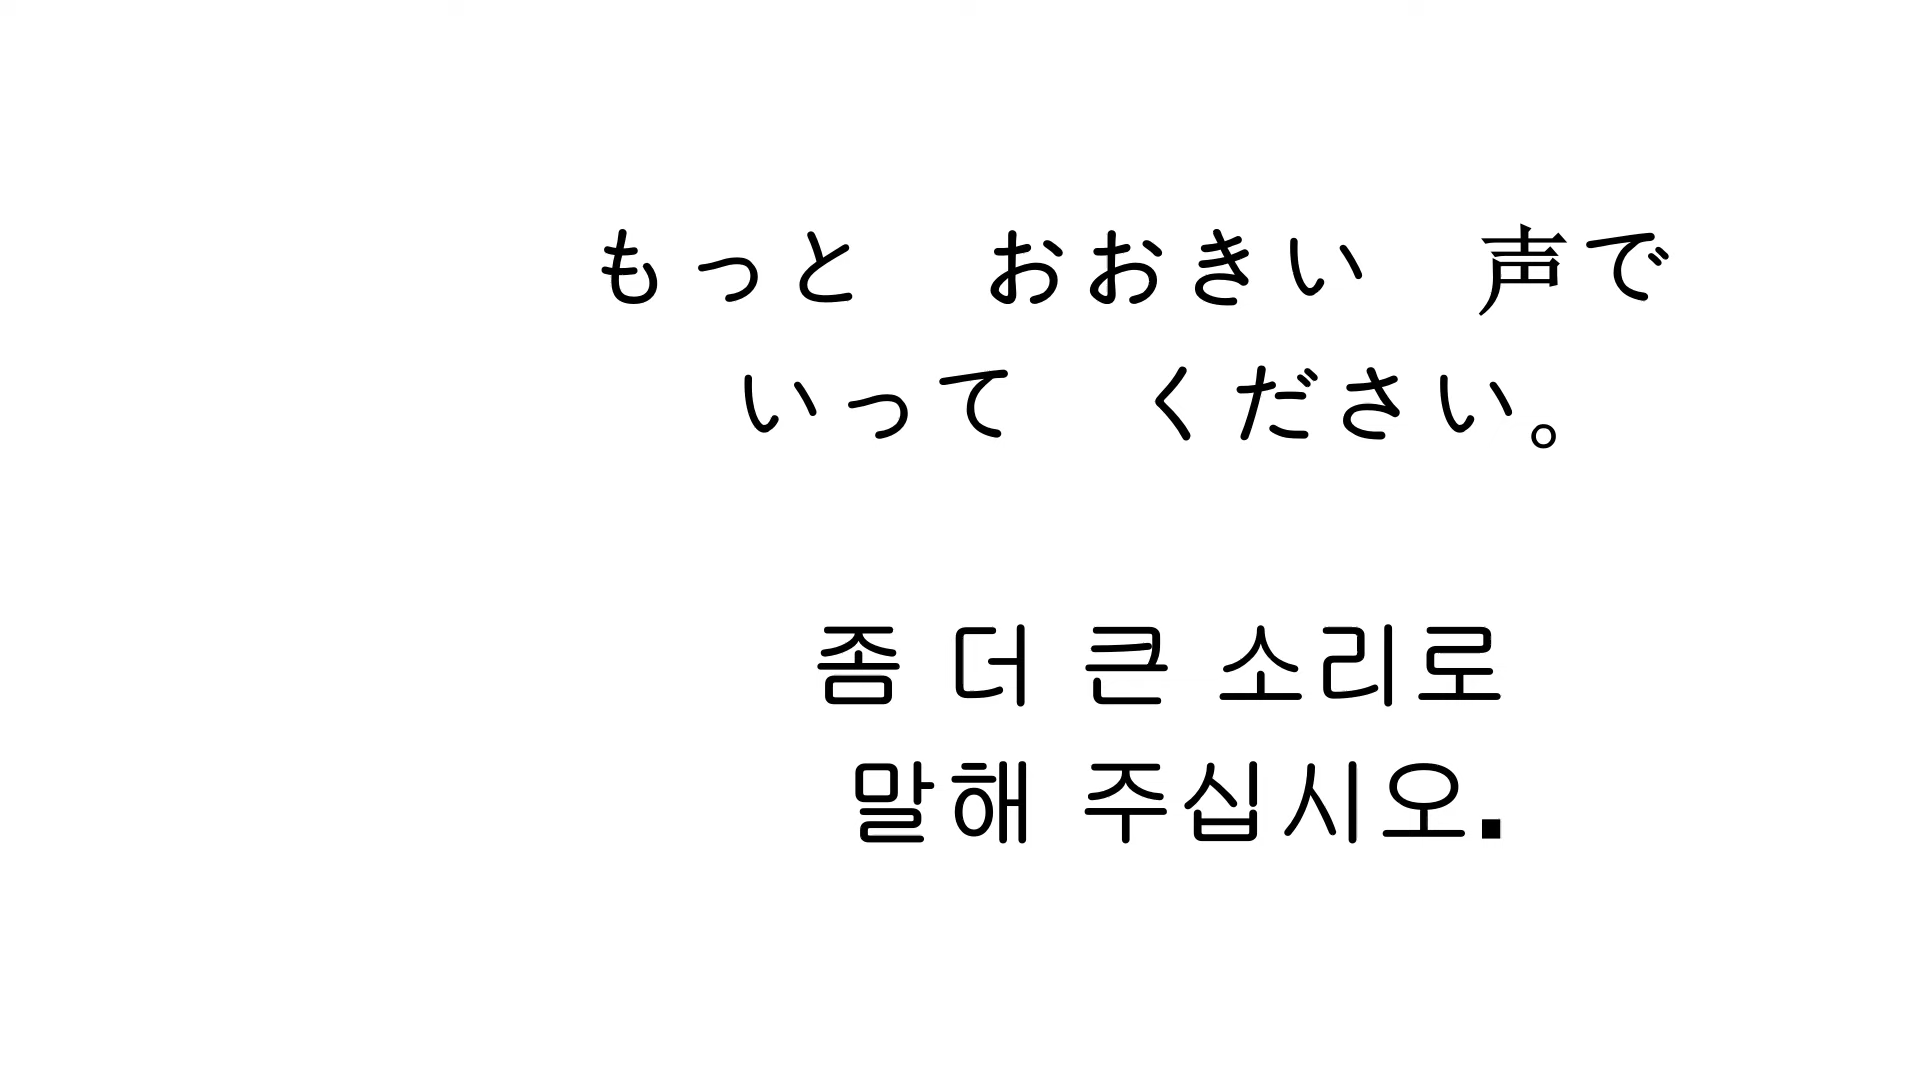 もっと　おおきい　声で
いって　ください。
좀 더 큰 소리로
말해 주십시오.